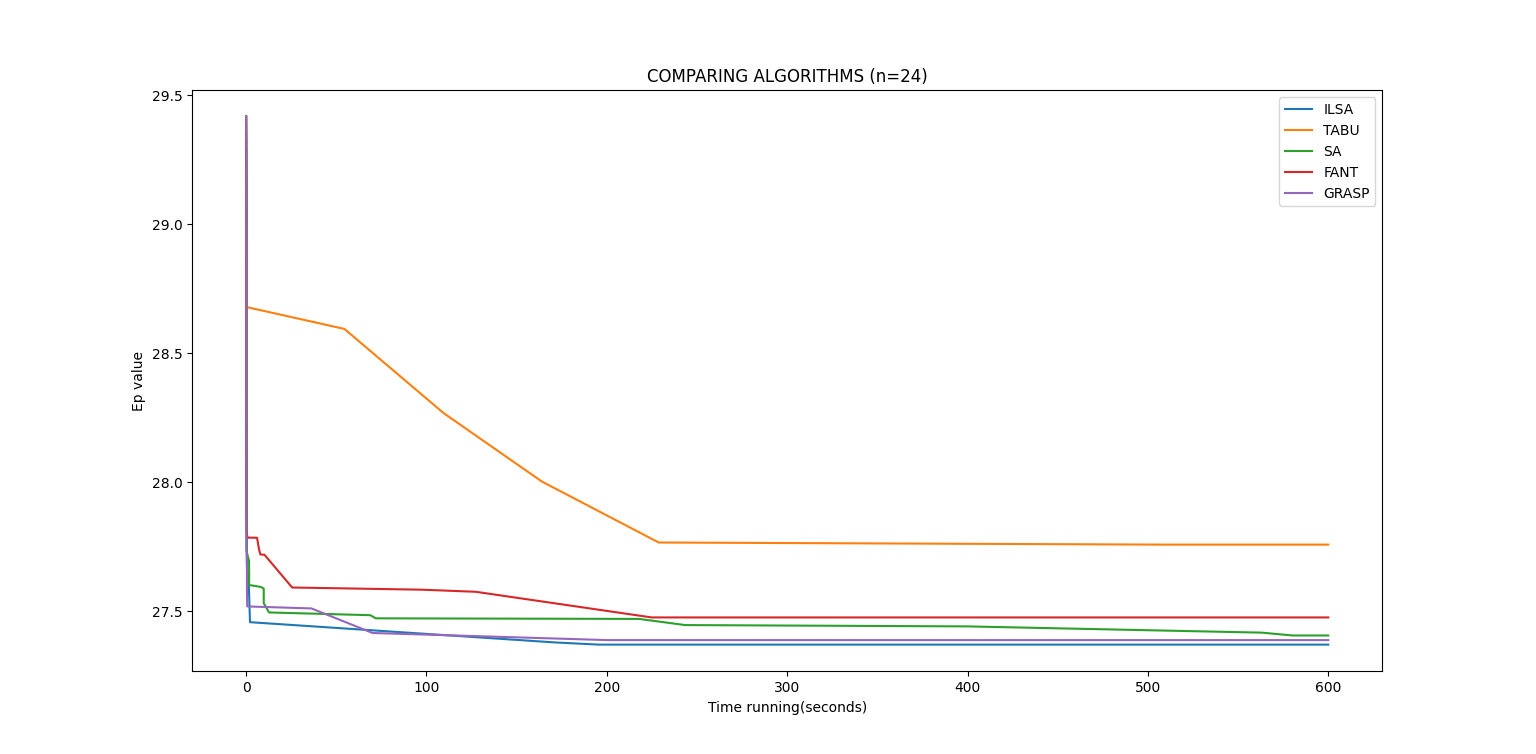 COMPARING ALGORITHMS (n=24)
29.5
29.0
28.5
28.0
27.5
Ep value
ILSA
TABU
SA
FANT
GRASP
0 100 200 300 400 500 600
Time running(seconds)